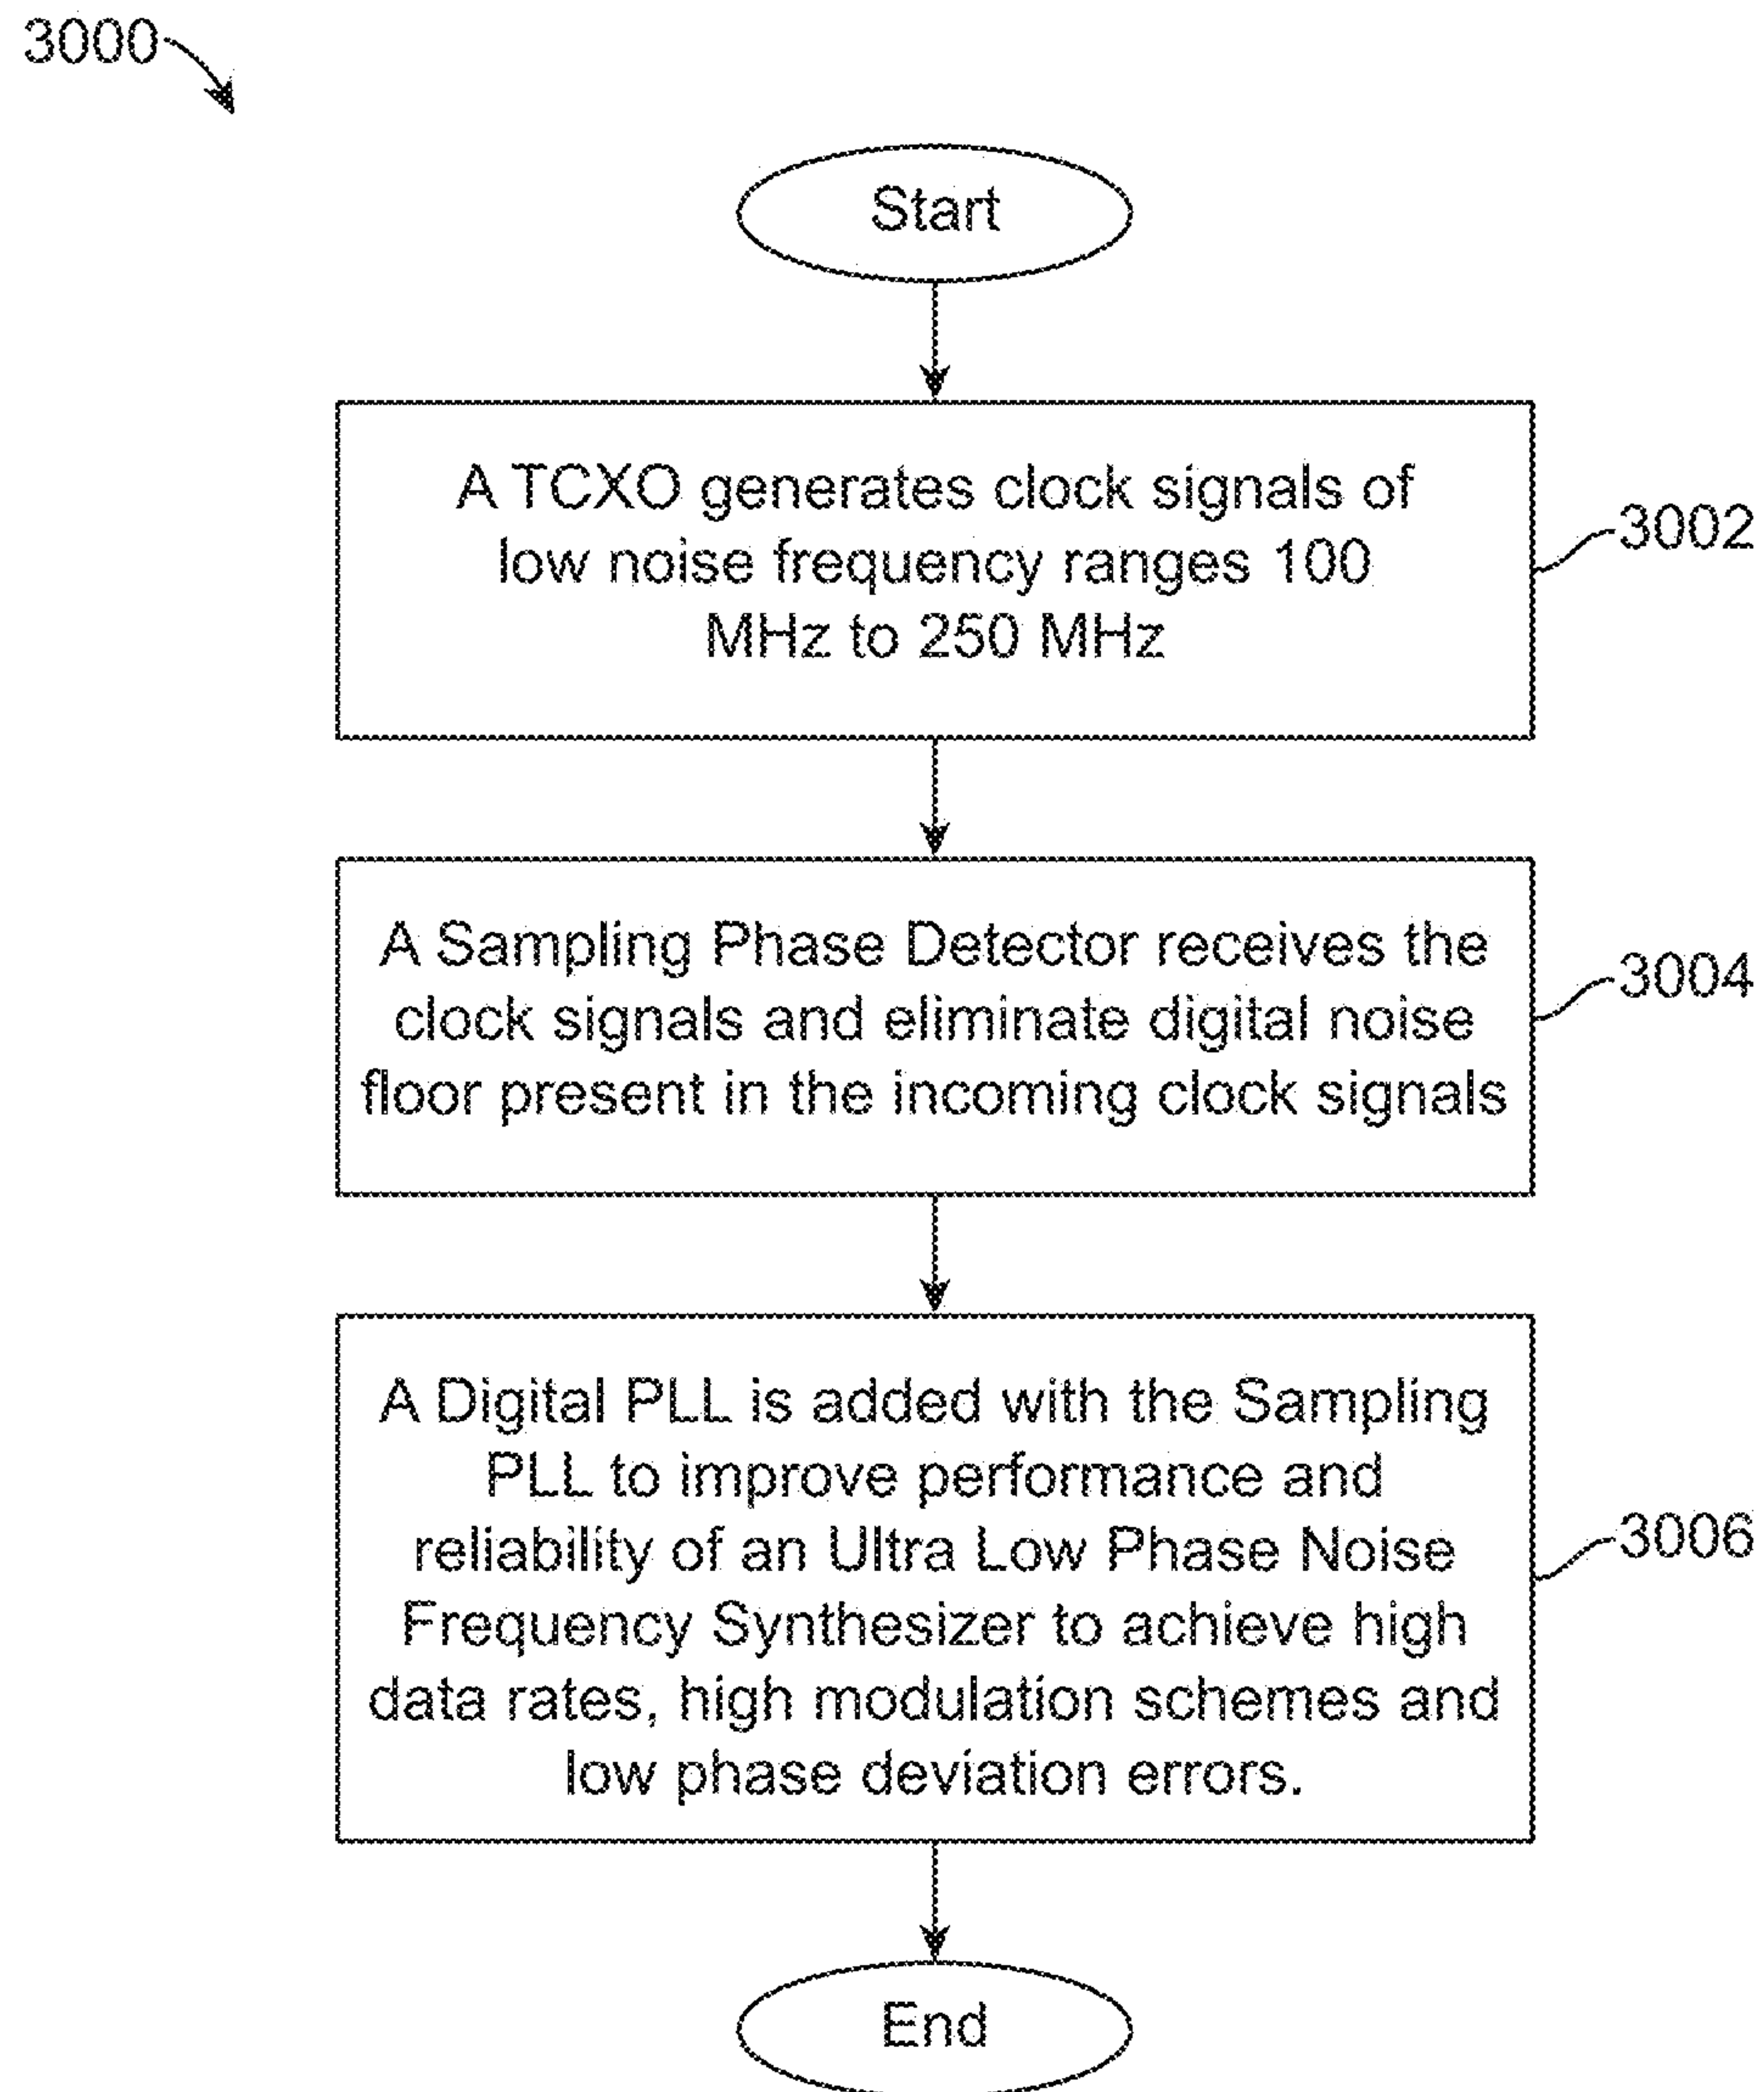 3000
Start
A TCXO generates clock signals of
low noise frequency ranges 100
MHz to 250 MHz
3002
A Sampling Phase Detector receives the
clock signals and eliminate digital noise
floor present in the incoming clock signals
3004
A Digital PLL is added with the Sampling
PLL to improve performance and
reliability of an Ultra Low Phase Noise
Frequency Synthesizer to achieve high
data rates, high modulation schemes and
low phase deviation errors.
3006
End